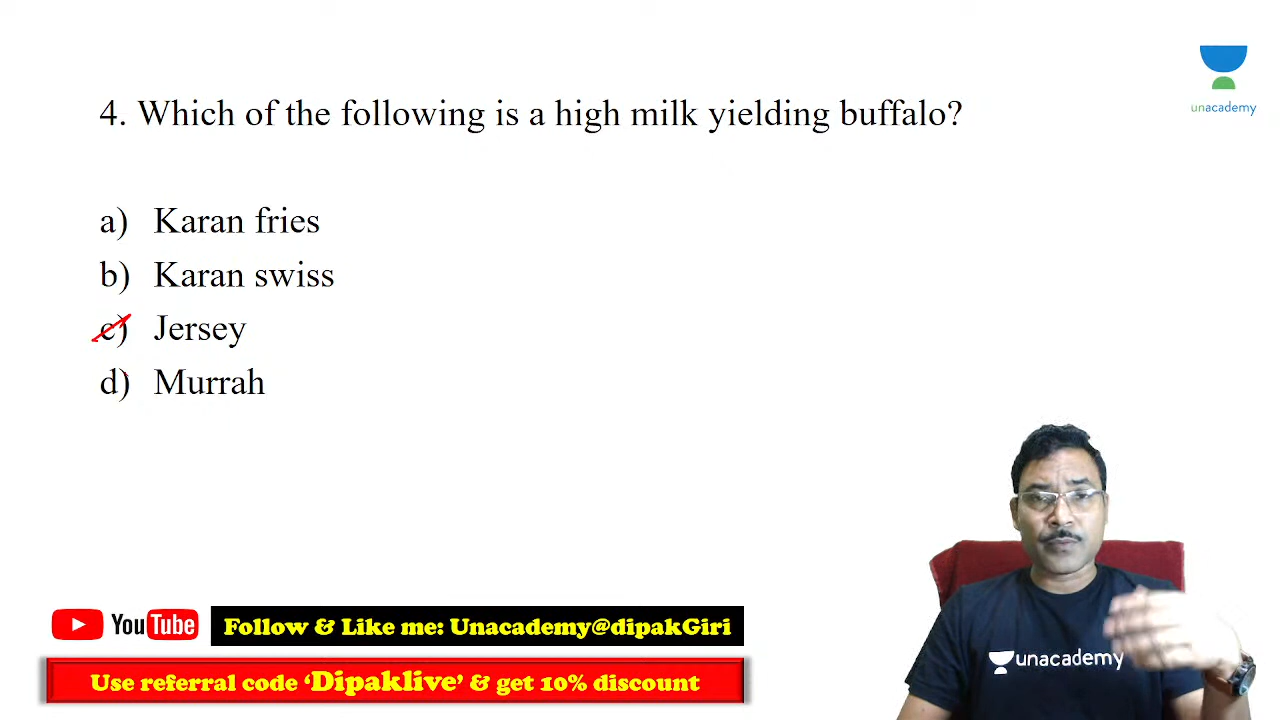 unacademy
4. Which of the following is a high milk yielding buffalo?
a) Karan fries
b) Karan swiss
c) Jersey
d) Murrah
unacademy
YouTube
Follow & Like me: Unacademy@dipakGiri
Use referral code ‘Dipaklive’ & get 10% discount